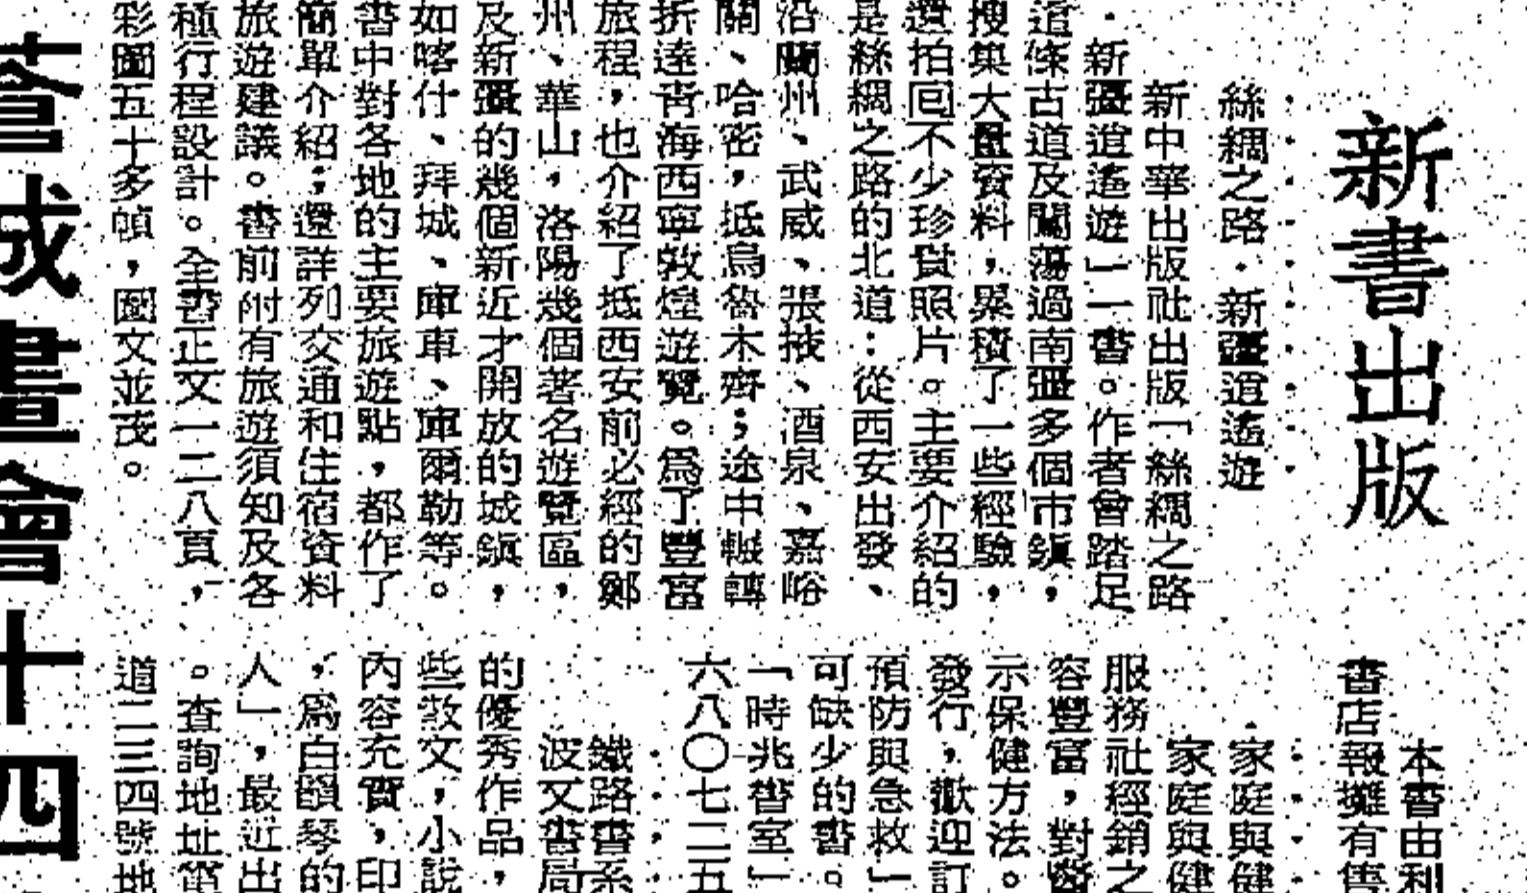 新書出版
絲綢之路·新疆逍遙遊
新中華出版社出版「絲綢之路
·新疆逍遙遊」一書。作者曾踏足
這條古道及闖蕩過南疆多個市鎮,
搜集大量資料,累積了一些經驗,
還拍回不少珍貴照片。主要介紹的
是絲綢之路的北道:從西安出發、
沿蘭州、武威、張掖、酒泉、嘉峪
關、哈密,抵烏魯木齊;途中輾轉
折達青海西寧敦煌遊覽。為了豐富
旅程,也介紹了抵西安前必經的鄭
州、華山,洛陽幾個著名遊覽區,
及新疆的幾個新近才開放的城鎮,
如喀什、拜城、庫車、庫爾勒等。
書中對各地的主要旅遊點,都作了
簡單介紹;還詳列交通和住宿資料
旅遊建議。書前附有旅遊須知及各
種行程設計。全書正文一二八頁,
彩圖五十多幀,圖文並茂。
本書由利
書店報攤有售
家庭與健
家庭與健
服務社經銷之
容豐富,對醫
示保健方法。
發行,歡迎訂
預防與急救」
可缺少的書。
「時兆書室」
六八〇七二五
鐵路書系
波文書局
的優秀作品,
些散文,小說
內容充實,印
,為白韻琴的
人」,最近出
。查詢地址第
道二三四號地
城畫會十四